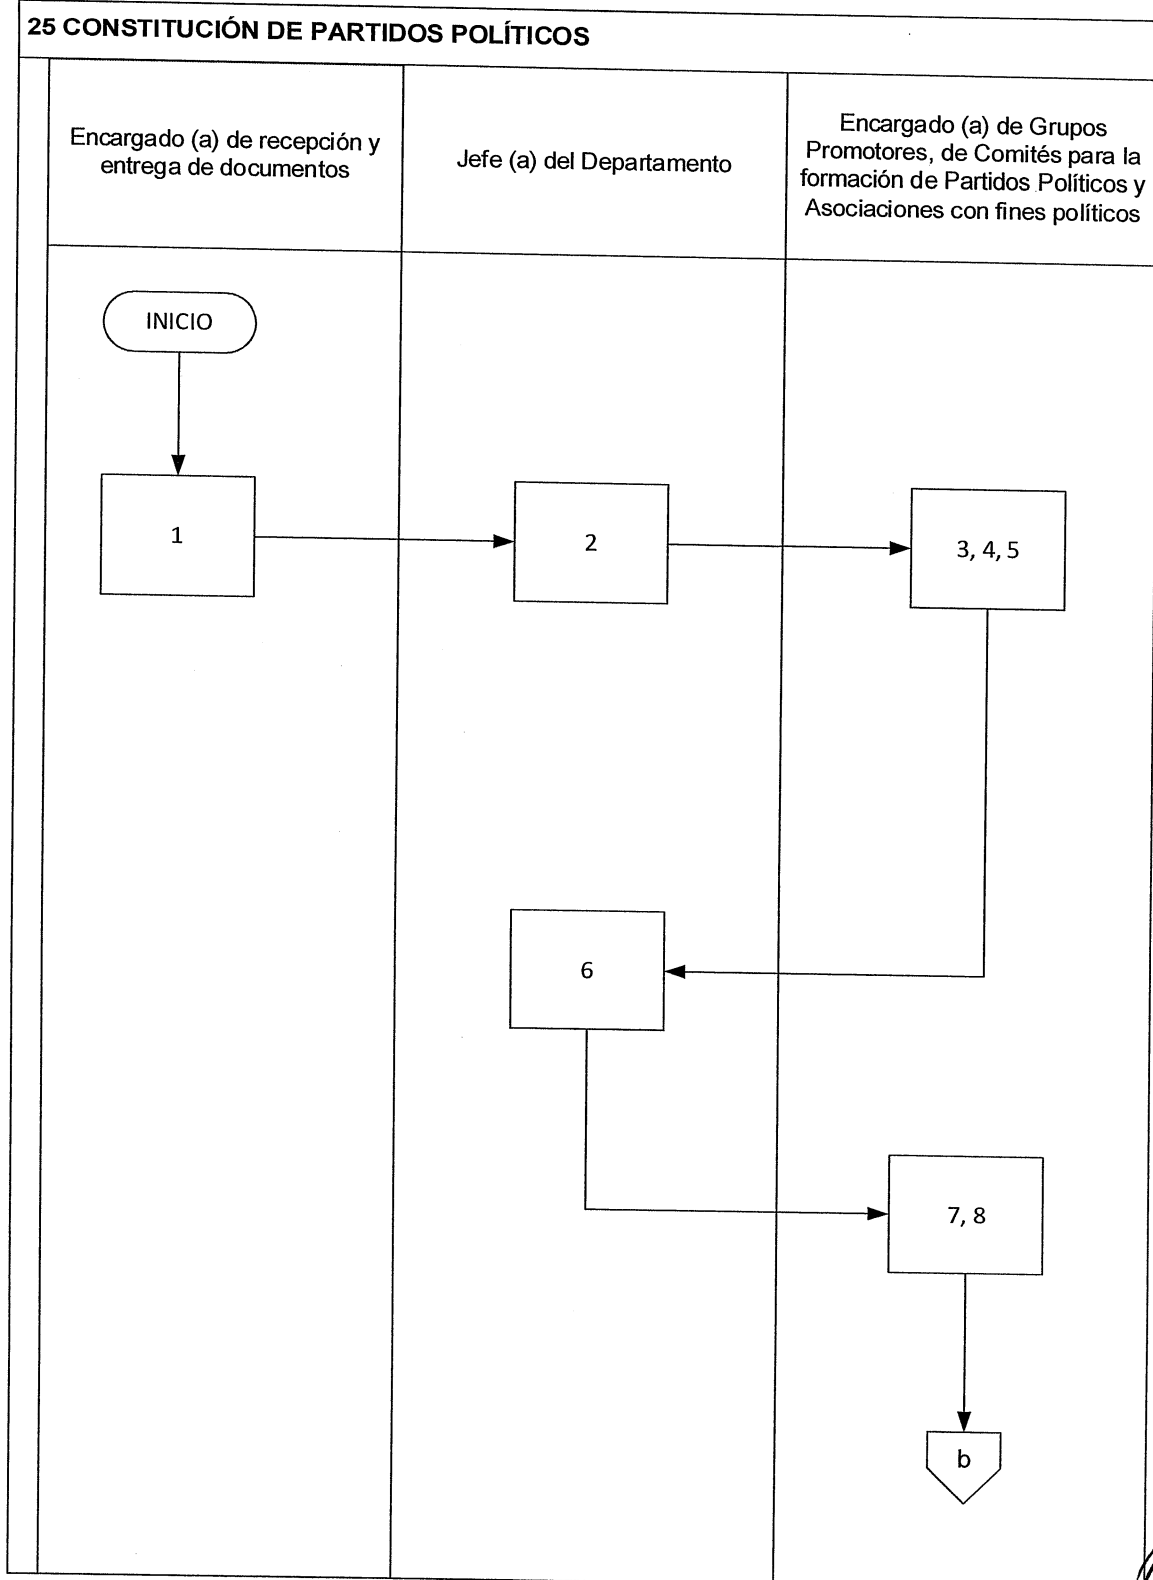 25 CONSTITUCIÓN DE PARTIDOS POLÍTICOS
Encargado (a) de recepción y
entrega de documentos
Jefe (a) del Departamento
Encargado (a) de Grupos
Promotores, de Comités para la
formación de Partidos Políticos y
Asociaciones con fines políticos
INICIO
1
2
3, 4, 5
6
7, 8
b